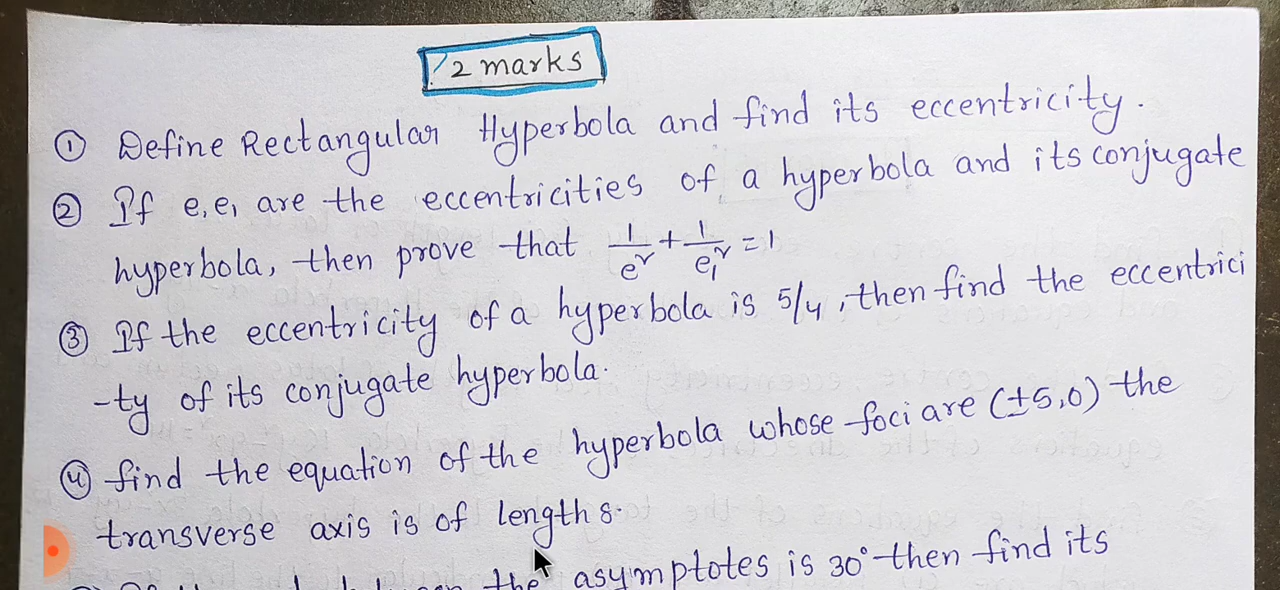 2 marks
① Define Rectangular Hyperbola and find its eccentricity.
② If e, e₁ are the eccentricities of a hyperbola and its conjugate
hyperbola, then prove that 1/e² + 1/e₁² = 1
③ If the eccentricity of a hyperbola is 5/4, then find the eccentrici
-ty of its conjugate hyperbola.
④ find the equation of the hyperbola whose foci are (±5,0) the
transverse axis is of length 8.
the asymptotes is 30° then find its